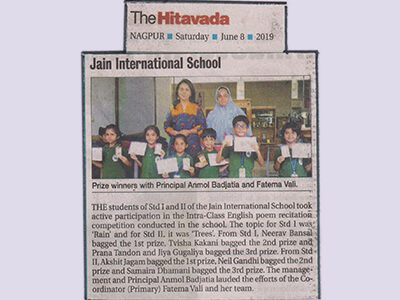 The Hitavada
NAGPUR ■ Saturday ■ June 8 ■ 2019
Jain International School
Prize winners with Principal Anmol Badjatia and Fatema Vali.
THE students of Std I and II of the Jain International School took
active participation in the Intra-Class English poem recitation
competition conducted in the school. The topic for Std I was
'Rain' and for Std II, it was 'Trees'. From Std I, Neerav Bansal
bagged the 1st prize, Tvisha Kakani bagged the 2nd prize and
Prana Tandon and Jiya Gugaliya bagged the 3rd prize. From Std
II, Akshit Jagam bagged the 1st prize, Neil Gandhi bagged the 2nd
prize and Samaira Dhamani bagged the 3rd prize. The manage-
ment and Principal Anmol Badjatia lauded the efforts of the Co-
ordinator (Primary) Fatema Vali and her team.